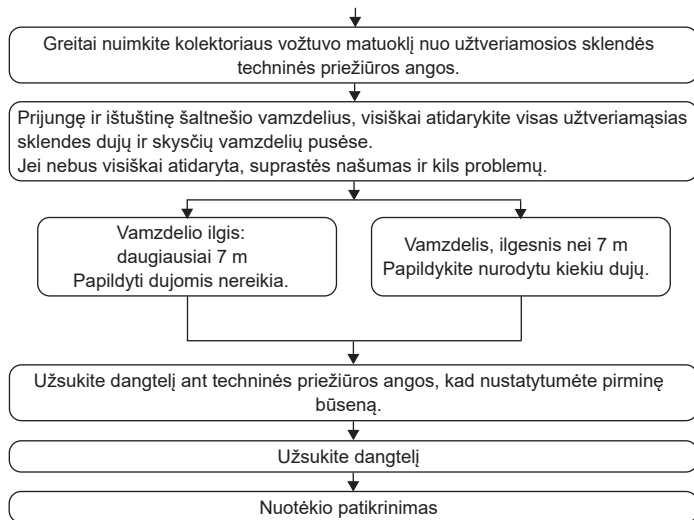 Greitai nuimkite kolektoriaus vožtuvo matuoklį nuo užtveriamosios sklendės
techninės priežiūros angos.
Prijungę ir ištuštinę šaltnešio vamzdelius, visiškai atidarykite visas užtveriamąsias
sklendes dujų ir skysčių vamzdelių pusėse.
Jei nebus visiškai atidaryta, suprastės našumas ir kils problemų.
Vamzdelio ilgis:
daugiausiai 7 m
Papildyti dujomis nereikia.
Vamzdelis, ilgesnis nei 7 m
Papildykite nurodytu kiekiu dujų.
Užsukite dangtelį ant techninės priežiūros angos, kad nustatytumėte pirminę
būseną.
Užsukite dangtelį
Nuotėkio patikrinimas